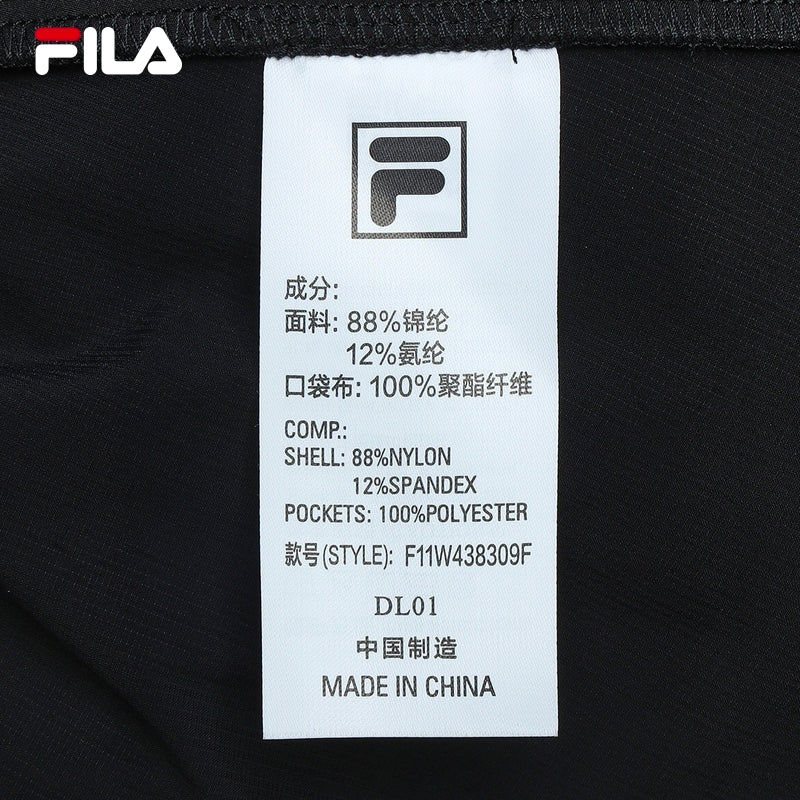 FILA
F
成分:
面料: 88%锦纶
12%氨纶
口袋布: 100%聚酯纤维
COMP.:
SHELL: 88%NYLON
12%SPANDEX
POCKETS: 100%POLYESTER
款号(STYLE): F11W438309F
DL01
中国制造
MADE IN CHINA